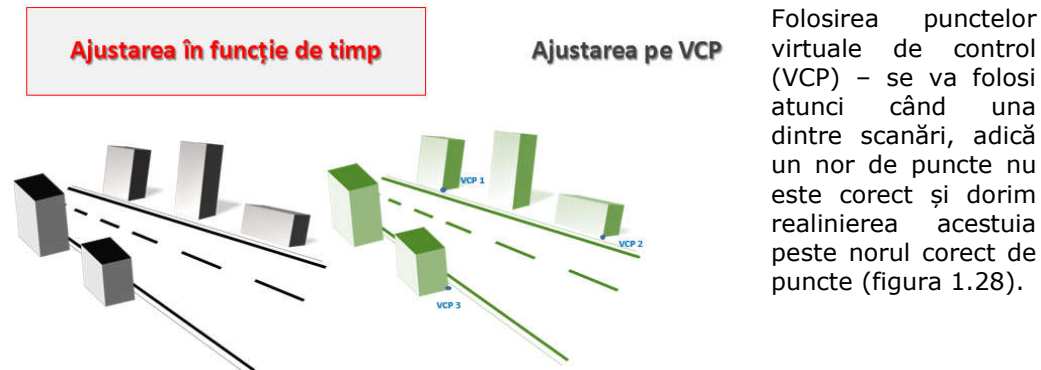 Ajustarea în funcție de timp
Ajustarea pe VCP
VCP 1
VCP 2
VCP 3
Folosirea punctelor
virtuale de control
(VCP) – se va folosi
atunci când una
dintre scanări, adică
un nor de puncte nu
este corect și dorim
realinierea acestuia
peste norul corect de
puncte (figura 1.28).